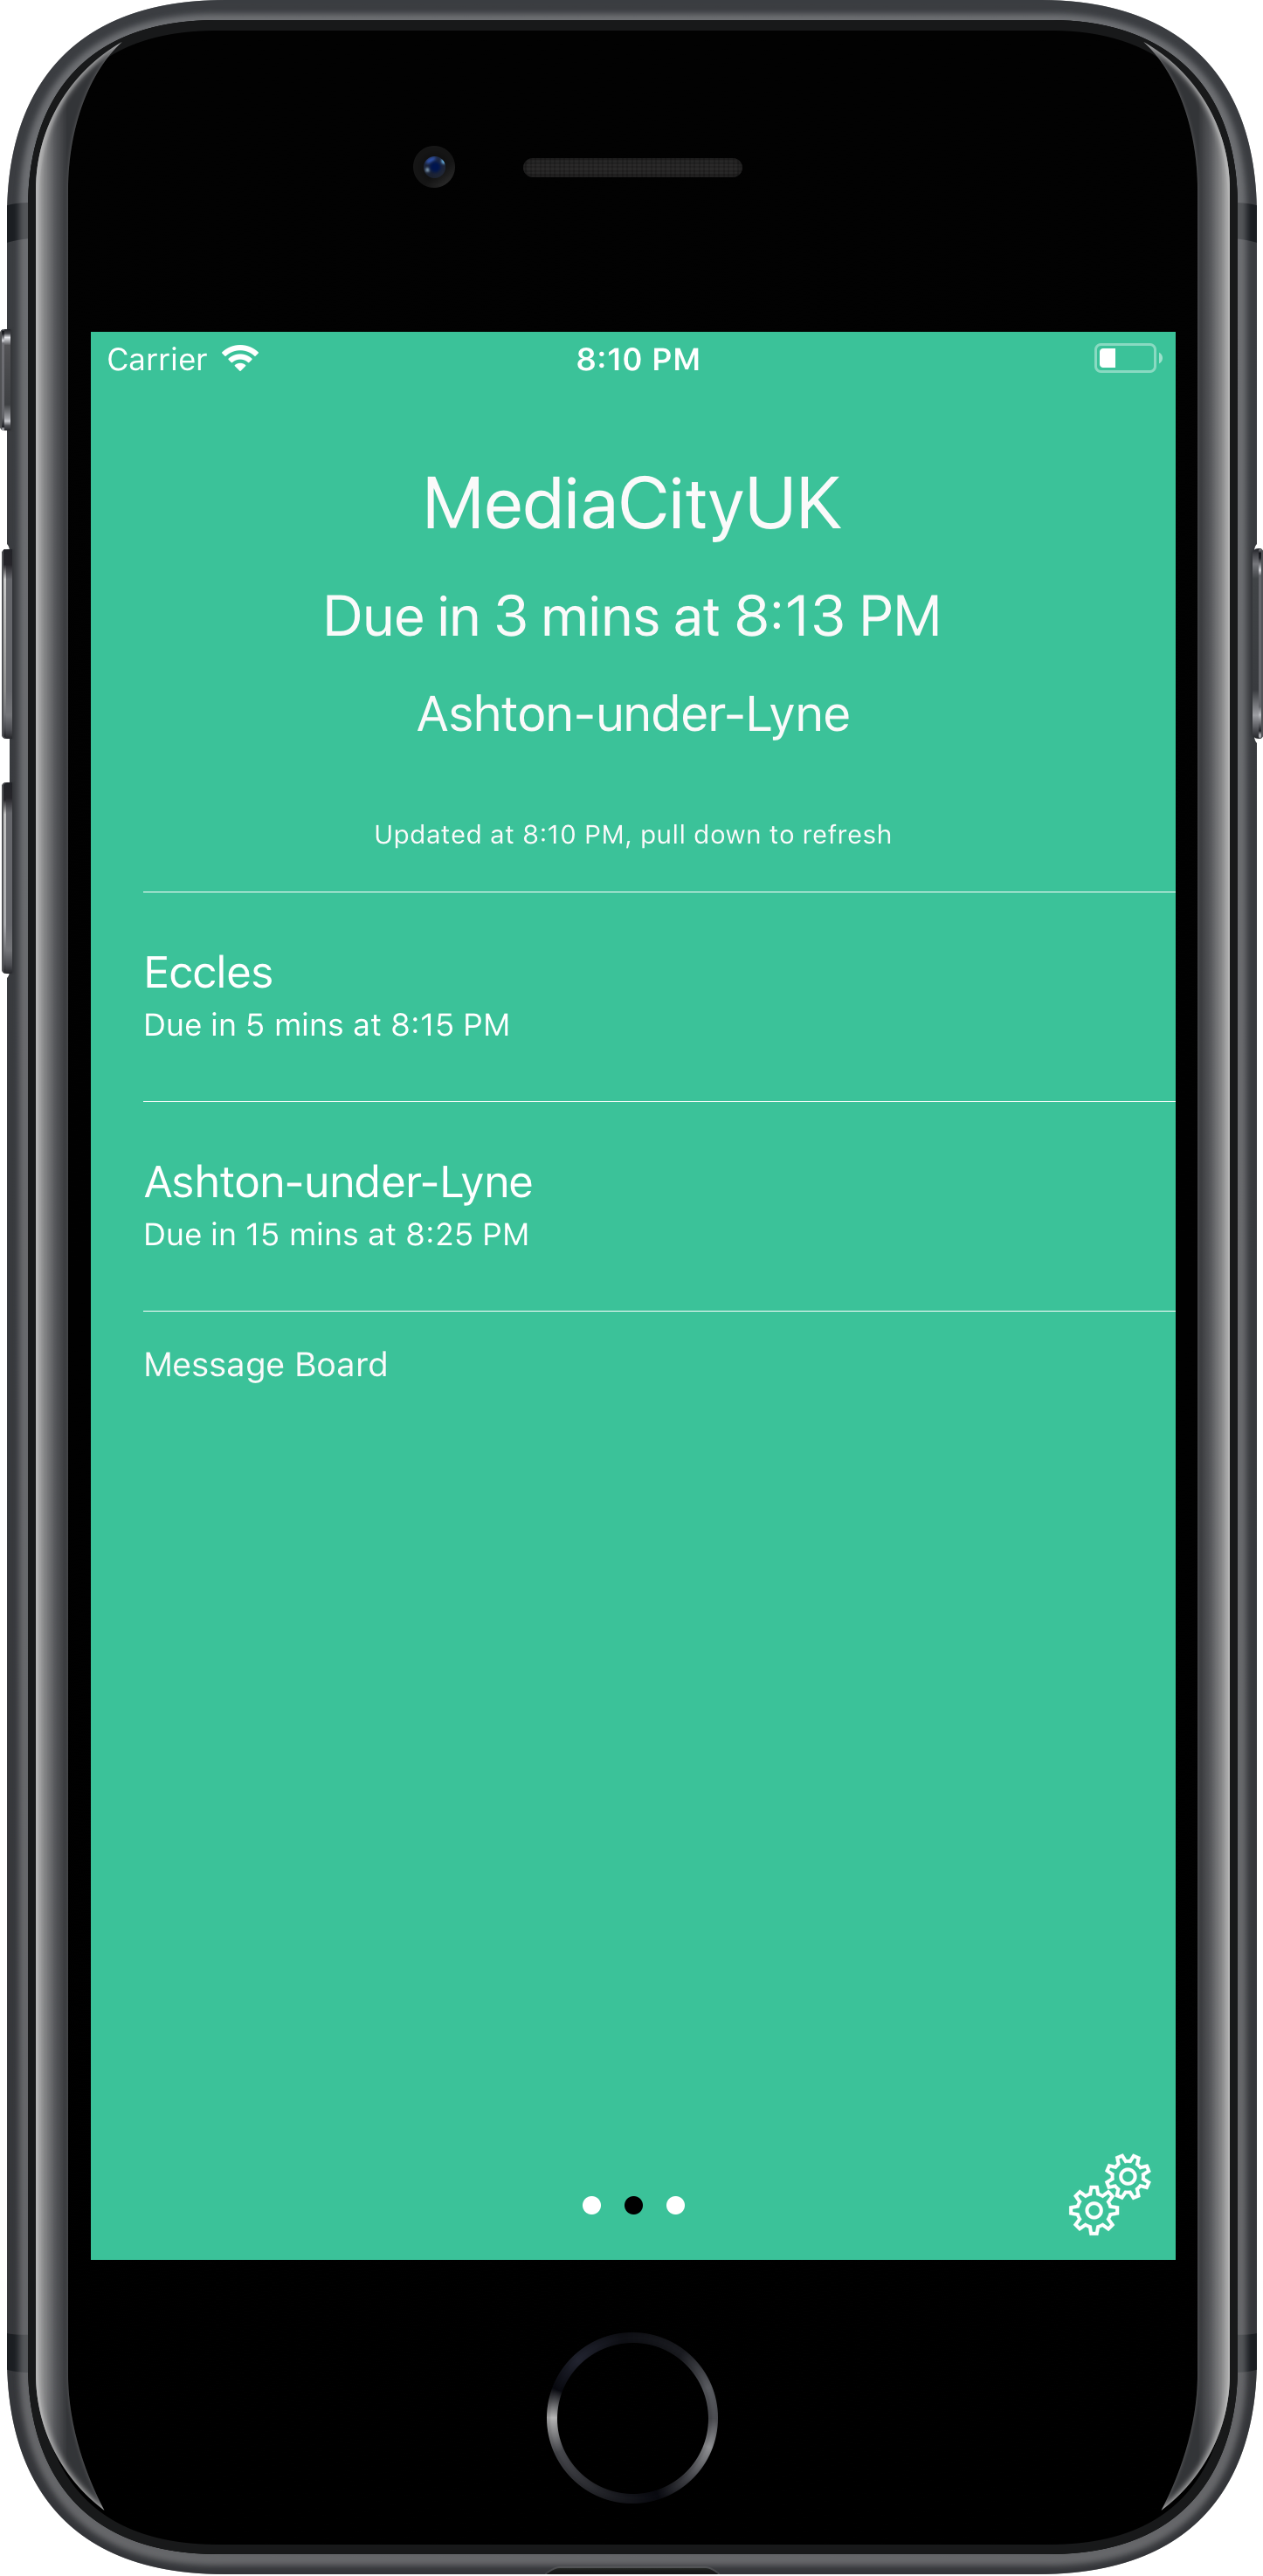 Carrier 8:10 PM
MediaCityUK
Due in 3 mins at 8:13 PM
Ashton-under-Lyne
Updated at 8:10 PM, pull down to refresh
Eccles
Due in 5 mins at 8:15 PM
Ashton-under-Lyne
Due in 15 mins at 8:25 PM
Message Board